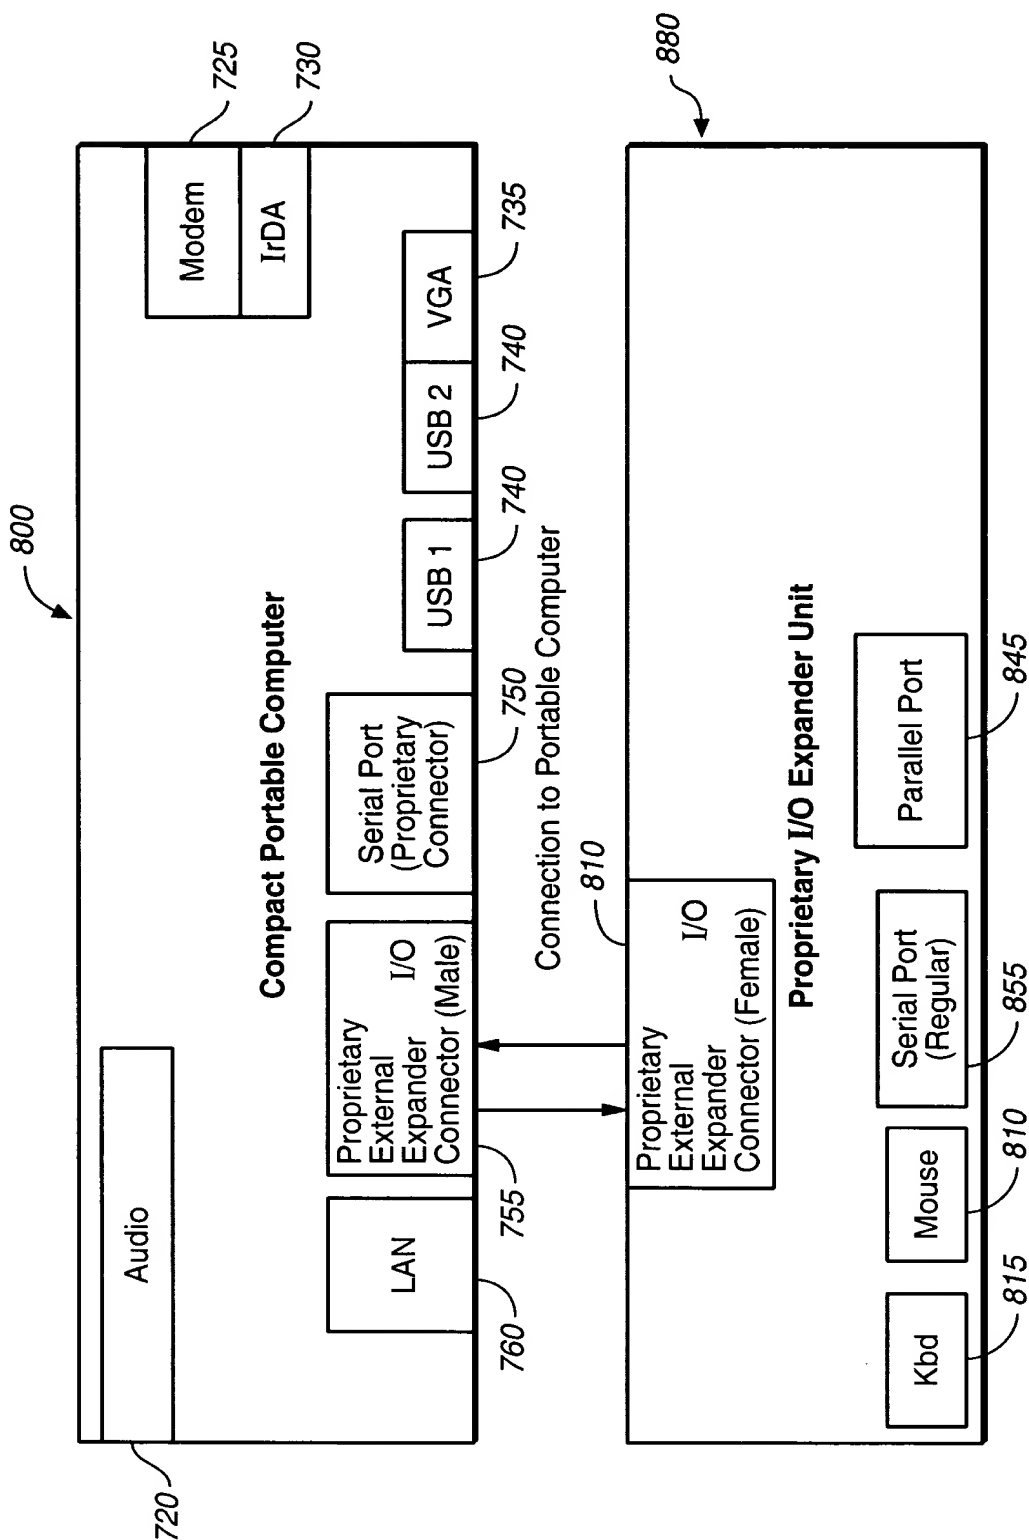 800
720
Audio
Modem
725
IrDA
730
Compact Portable Computer
LAN
Proprietary
External I/O
Expander
Connector (Male)
Serial Port
(Proprietary
Connector)
USB 1
USB 2
VGA
760
755
750
740
740
735
Connection to Portable Computer
810
880
Proprietary
External I/O
Expander
Connector (Female)
Proprietary I/O Expander Unit
Kbd
Mouse
Serial Port
(Regular)
Parallel Port
815
810
855
845